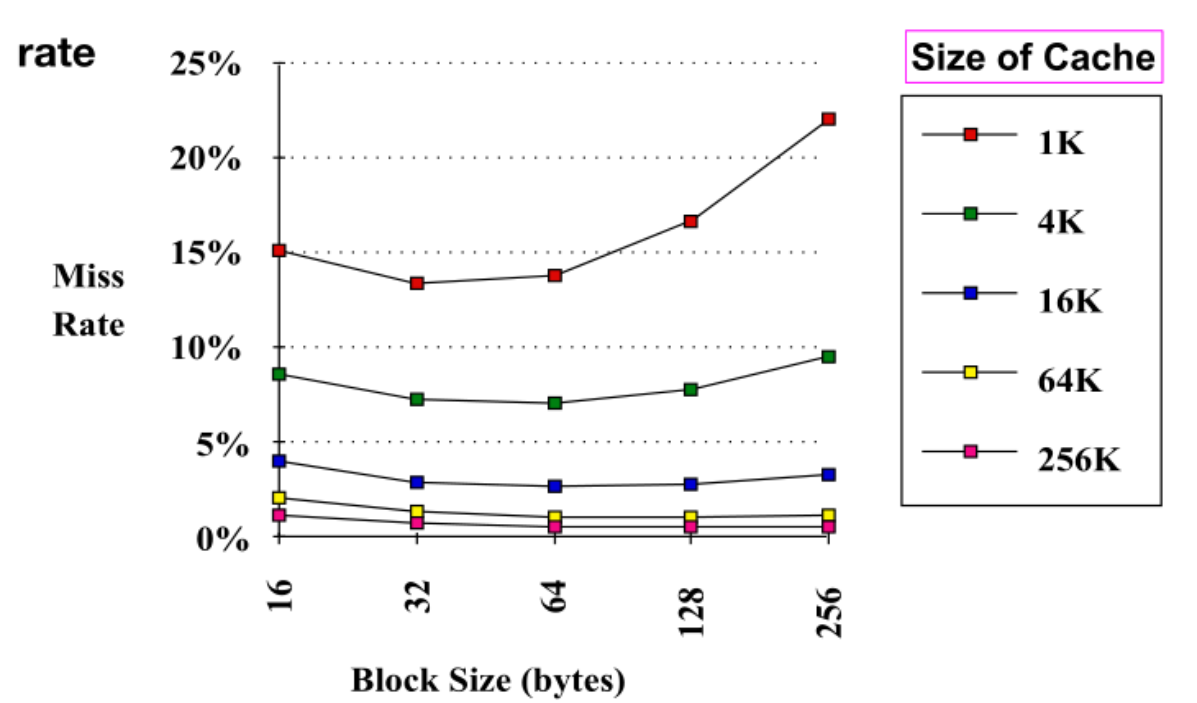 rate
25%
20%
15%
10%
5%
0%
Miss
Rate
16
32
64
128
256
Block Size (bytes)
Size of Cache
1K
4K
16K
64K
256K